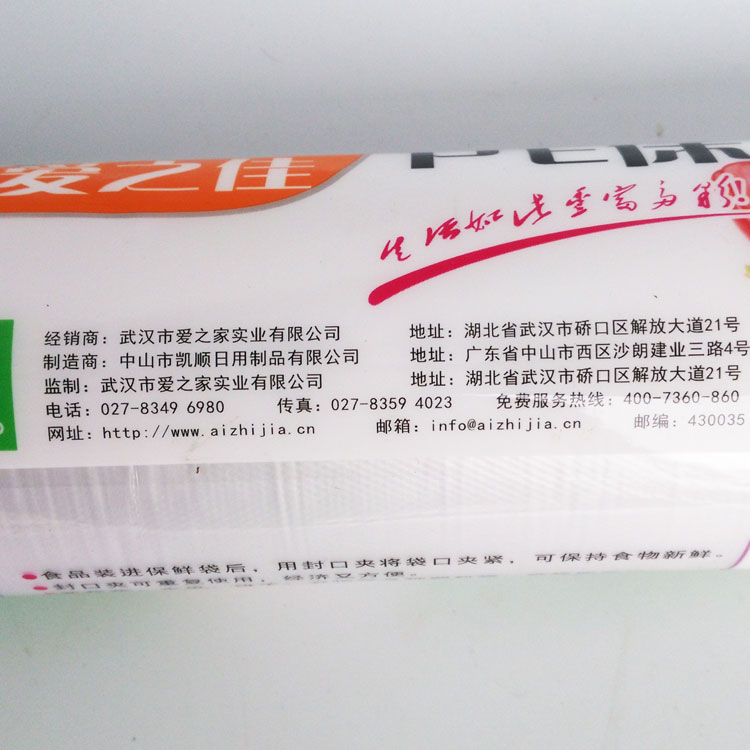 爱之佳 PE保
生活如此丰富多彩
经销商：武汉市爱之家实业有限公司 地址：湖北省武汉市硚口区解放大道21号
制造商：中山市凯顺日用制品有限公司 地址：广东省中山市西区沙朗建业三路4号
监制：武汉市爱之家实业有限公司 地址：湖北省武汉市硚口区解放大道21号
电话：027-8349 6980 传真：027-8359 4023 免费服务热线：400-7360-860
网址：http://www.aizhijia.cn 邮箱：info@aizhijia.cn 邮编：430035
●食品装进保鲜袋后，用封口夹将袋口夹紧，可保持食物新鲜。
●封口夹可重复使用，经济又方便。